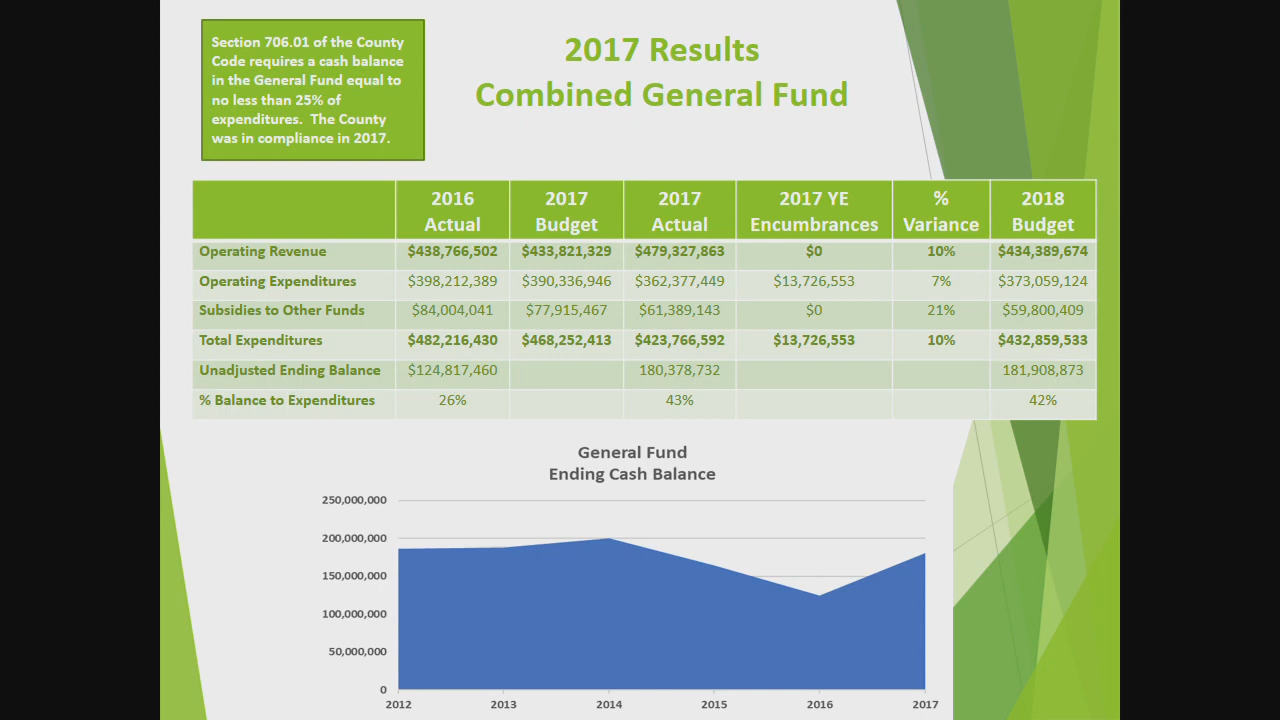 Section 706.01 of the County
Code requires a cash balance
in the General Fund equal to
no less than 25% of
expenditures. The County
was in compliance in 2017.
2017 Results
Combined General Fund
2016 Actual 2017 Budget 2017 Actual 2017 YE Encumbrances % Variance 2018 Budget
Operating Revenue $438,766,502 $433,821,329 $479,327,863 $0 10% $434,389,674
Operating Expenditures $398,212,389 $390,336,946 $362,377,449 $13,726,553 7% $373,059,124
Subsidies to Other Funds $84,004,041 $77,915,467 $61,389,143 $0 21% $59,800,409
Total Expenditures $482,216,430 $468,252,413 $423,766,592 $13,726,553 10% $432,859,533
Unadjusted Ending Balance $124,817,460 180,378,732 181,908,873
% Balance to Expenditures 26% 43% 42%
General Fund
Ending Cash Balance
250,000,000
200,000,000
150,000,000
100,000,000
50,000,000
0
2012 2013 2014 2015 2016 2017